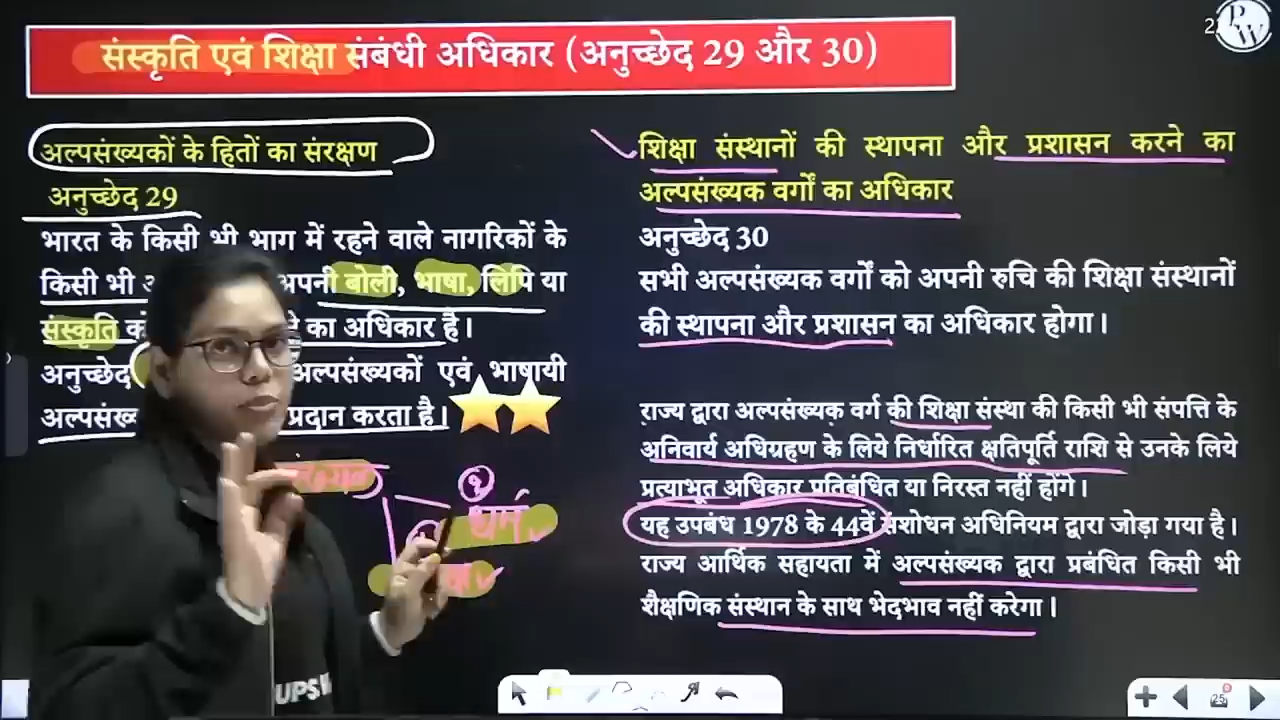 संस्कृति एवं शिक्षा संबंधी अधिकार (अनुच्छेद 29 और 30)
PW
अल्पसंख्यकों के हितों का संरक्षण
अनुच्छेद 29
भारत के किसी भी भाग में रहने वाले नागरिकों के
किसी भी अपनी बोली, भाषा, लिपि या
संस्कृति का अधिकार है।
अनुच्छेद अल्पसंख्यकों एवं भाषायी
प्रदान करता है।
धर्म
शिक्षा संस्थानों की स्थापना और प्रशासन करने का
अल्पसंख्यक वर्गों का अधिकार
अनुच्छेद 30
सभी अल्पसंख्यक वर्गों को अपनी रुचि की शिक्षा संस्थानों
की स्थापना और प्रशासन का अधिकार होगा।
राज्य द्वारा अल्पसंख्यक वर्ग की शिक्षा संस्था की किसी भी संपत्ति के
अनिवार्य अधिग्रहण के लिये निर्धारित क्षतिपूर्ति राशि से उनके लिये
प्रत्याभूत अधिकार प्रतिबंधित या निरस्त नहीं होंगे।
यह उपबंध 1978 के 44वें संशोधन अधिनियम द्वारा जोड़ा गया है।
राज्य आर्थिक सहायता में अल्पसंख्यक द्वारा प्रबंधित किसी भी
शैक्षणिक संस्थान के साथ भेदभाव नहीं करेगा।
UPS
25